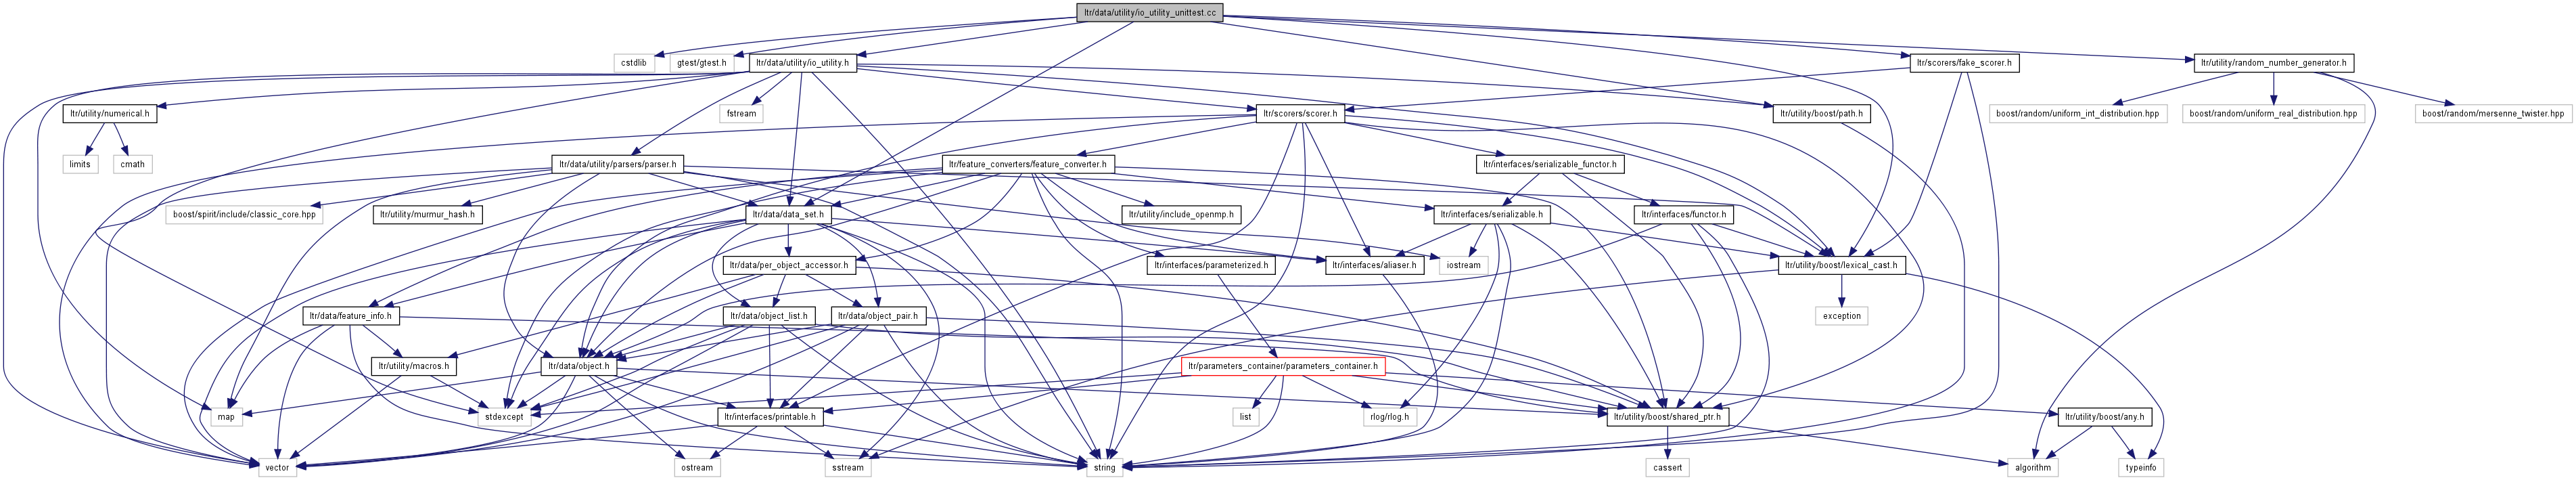 ltr/data/utility/io_utility_unittest.cc
cstdlib
gtest/gtest.h
ltr/data/utility/io_utility.h
ltr/scorers/fake_scorer.h
ltr/utility/random_number_generator.h
ltr/utility/numerical.h
fstream
ltr/scorers/scorer.h
ltr/utility/boost/path.h
boost/random/uniform_int_distribution.hpp
boost/random/uniform_real_distribution.hpp
boost/random/mersenne_twister.hpp
limits
cmath
ltr/data/utility/parsers/parser.h
ltr/feature_converters/feature_converter.h
ltr/interfaces/serializable_functor.h
boost/spirit/include/classic_core.hpp
ltr/utility/murmur_hash.h
ltr/data/data_set.h
ltr/utility/include_openmp.h
ltr/interfaces/serializable.h
ltr/interfaces/functor.h
ltr/data/per_object_accessor.h
ltr/interfaces/parameterized.h
ltr/interfaces/aliaser.h
iostream
ltr/utility/boost/lexical_cast.h
ltr/data/feature_info.h
ltr/data/object_list.h
ltr/data/object_pair.h
exception
ltr/utility/macros.h
ltr/data/object.h
ltr/parameters_container/parameters_container.h
map
stdexcept
ltr/interfaces/printable.h
list
rlog/rlog.h
ltr/utility/boost/shared_ptr.h
ltr/utility/boost/any.h
vector
ostream
sstream
string
cassert
algorithm
typeinfo